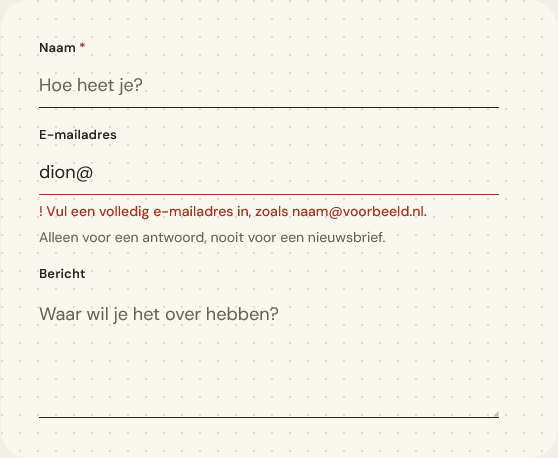 Naam *
Hoe heet je?
E-mailadres
dion@
! Vul een volledig e-mailadres in, zoals naam@voorbeeld.nl.
Alleen voor een antwoord, nooit voor een nieuwsbrief.
Bericht
Waar wil je het over hebben?